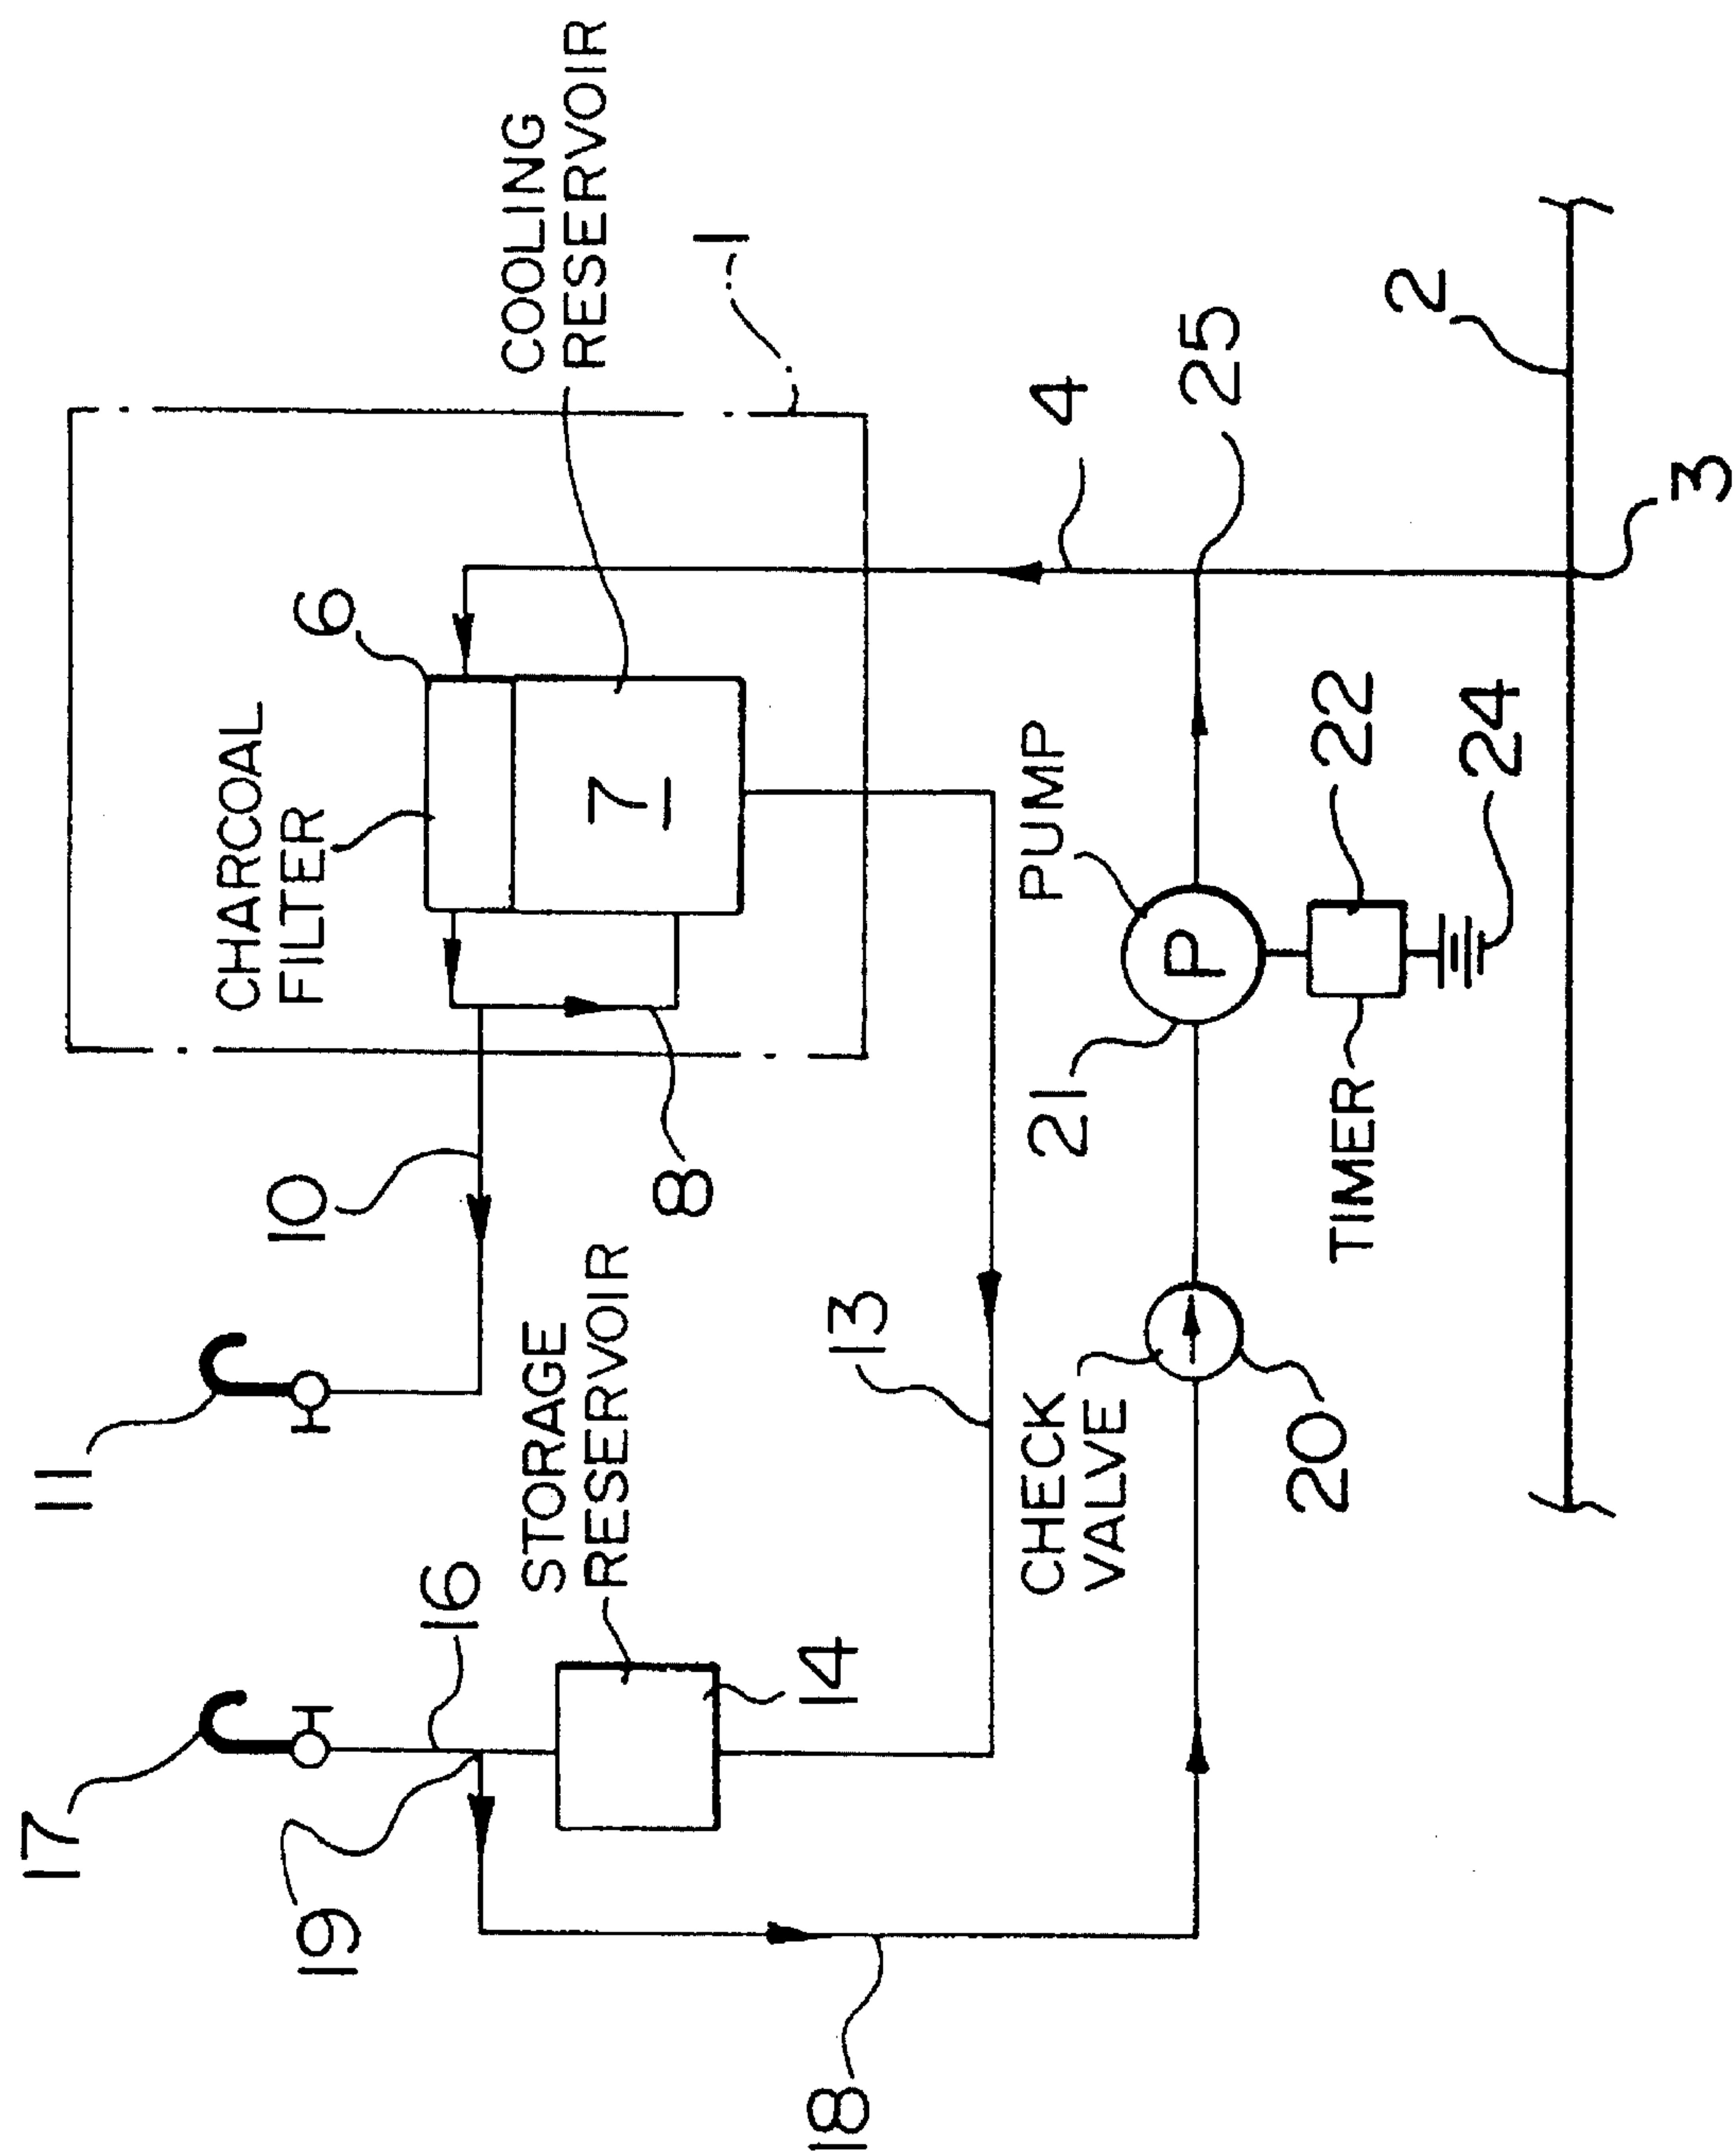 17
11
CHARCOAL
FILTER
10
6
19
16
COOLING
RESERVOIR
STORAGE
RESERVOIR
7
8
1
14
18
13
CHECK
VALVE
21
PUMP
4
P
25
20
TIMER
22
2
24
3